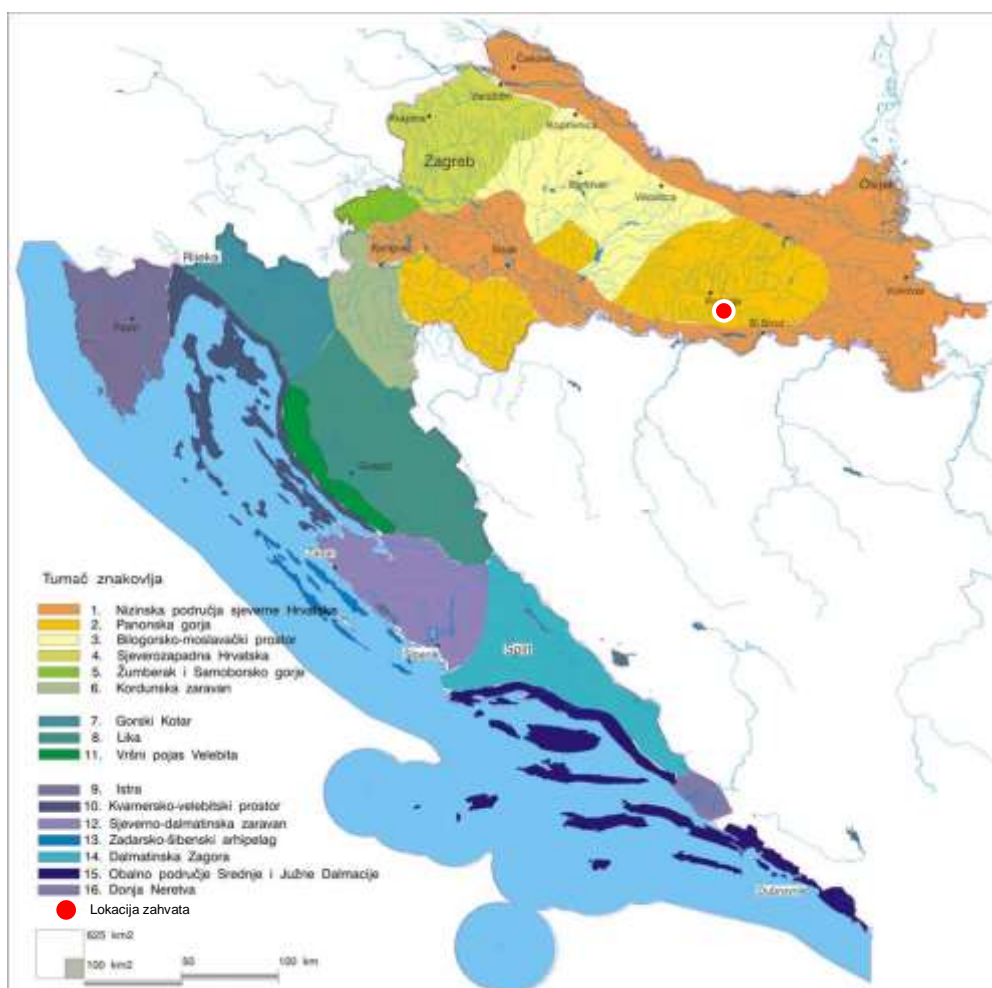 Čakovec
Varaždin
Krapina
Koprivnica
Zagreb
Bjelovar
Virovitica
Osijek
Karlovac
Sisak
Rijeka
Vukovar
Požega
Sl.Brod
Pazin
Gospić
Zadar
Šibenik
Split
Dubrovnik
Tumač znakovlja
1. Nizinska područja sjeverne Hrvatske
2. Panonska gorja
3. Bilogorsko-moslavački prostor
4. Sjeverozapadna Hrvatska
5. Žumberak i Samoborsko gorje
6. Kordunska zaravan
7. Gorski Kotar
8. Lika
11. Vršni pojas Velebita
9. Istra
10. Kvarnersko-velebitski prostor
12. Sjeverno-dalmatinska zaravan
13. Zadarsko-šibenski arhipelag
14. Dalmatinska Zagora
15. Obalno područje Srednje i Južne Dalmacije
16. Donja Neretva
Lokacija zahvata
625 km2
100 km2
50
100 km